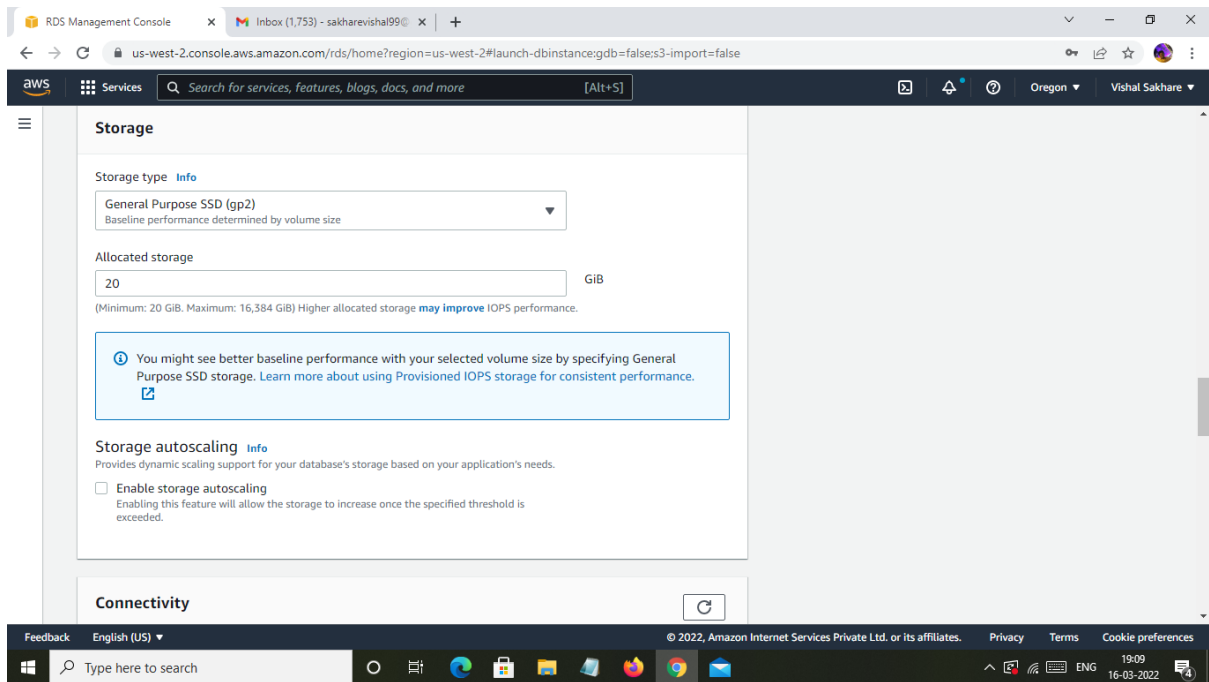 RDS Management Console
Inbox (1,753) - sakharevishal99@
us-west-2.console.aws.amazon.com/rds/home?region=us-west-2#launch-dbinstance:gdb=false;s3-import=false
aws
Services
Search for services, features, blogs, docs, and more
[Alt+S]
Oregon ▼
Vishal Sakhare ▼
Storage
Storage type Info
General Purpose SSD (gp2)
Baseline performance determined by volume size
Allocated storage
20
GiB
(Minimum: 20 GiB. Maximum: 16,384 GiB) Higher allocated storage may improve IOPS performance.
You might see better baseline performance with your selected volume size by specifying General
Purpose SSD storage. Learn more about using Provisioned IOPS storage for consistent performance.
Storage autoscaling Info
Provides dynamic scaling support for your database's storage based on your application's needs.
Enable storage autoscaling
Enabling this feature will allow the storage to increase once the specified threshold is
exceeded.
Connectivity
Feedback
English (US) ▼
© 2022, Amazon Internet Services Private Ltd. or its affiliates.
Privacy
Terms
Cookie preferences
Type here to search
ENG
19:09
16-03-2022
4